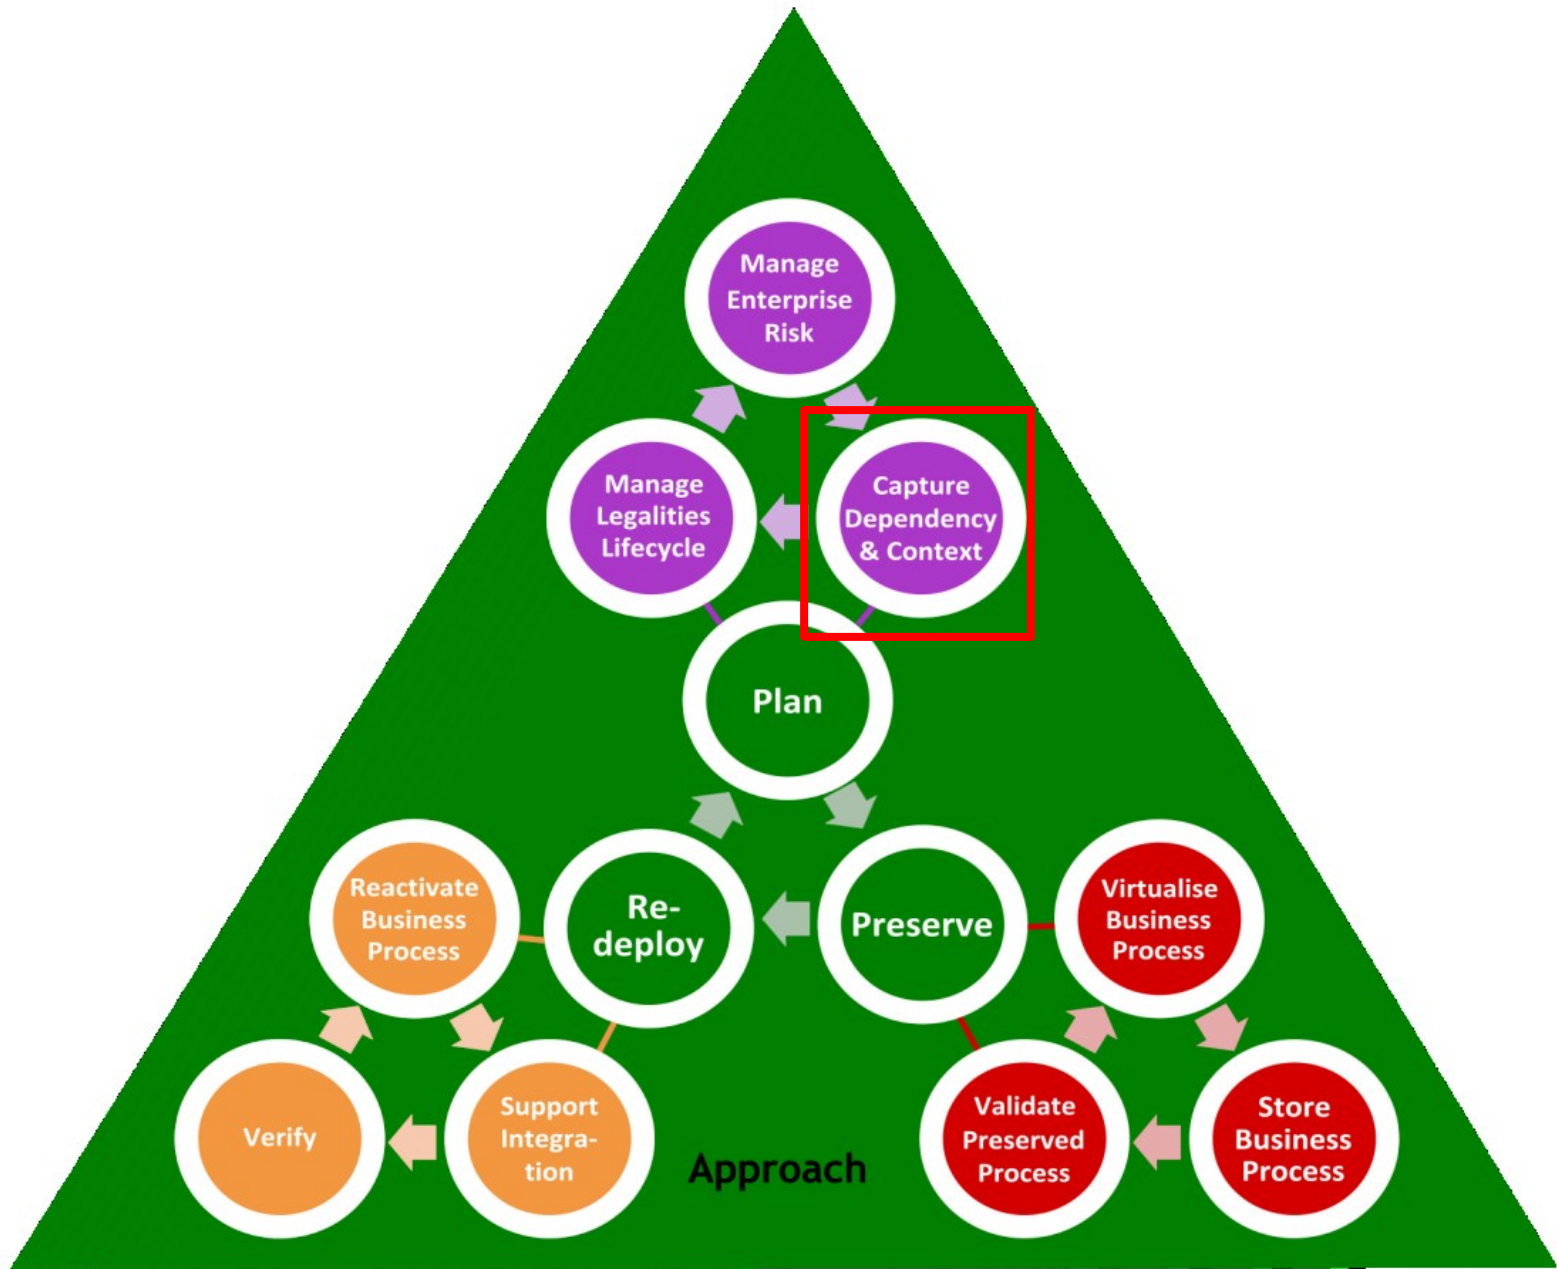 Manage
Enterprise
Risk
Manage
Legalities
Lifecycle
Capture
Dependency
& Context
Plan
Reactivate
Business
Process
Re-
deploy
Preserve
Virtualise
Business
Process
Verify
Support
Integra-
tion
Approach
Validate
Preserved
Process
Store
Business
Process